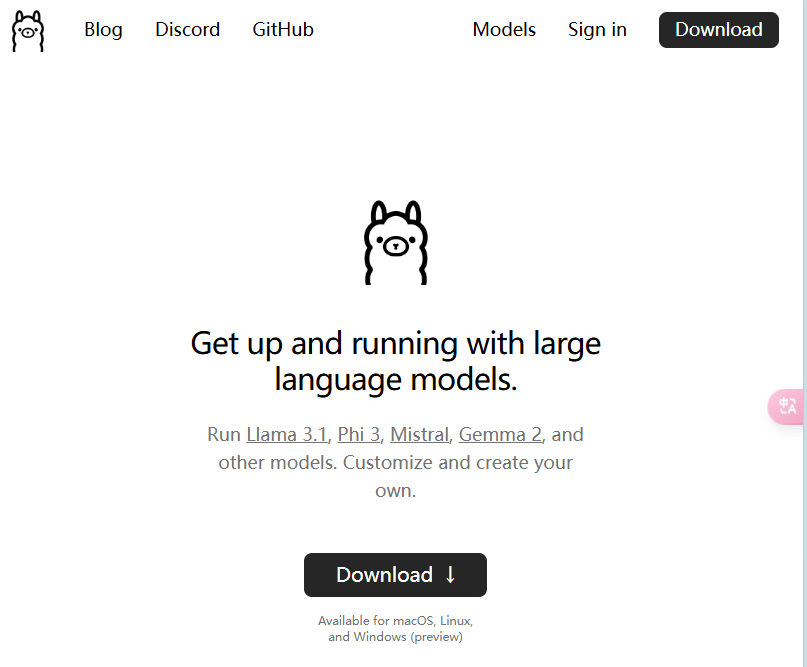 Blog Discord GitHub Models Sign in Download
Get up and running with large
language models.
Run Llama 3.1, Phi 3, Mistral, Gemma 2, and
other models. Customize and create your
own.
Download ↓
Available for macOS, Linux,
and Windows (preview)
中A